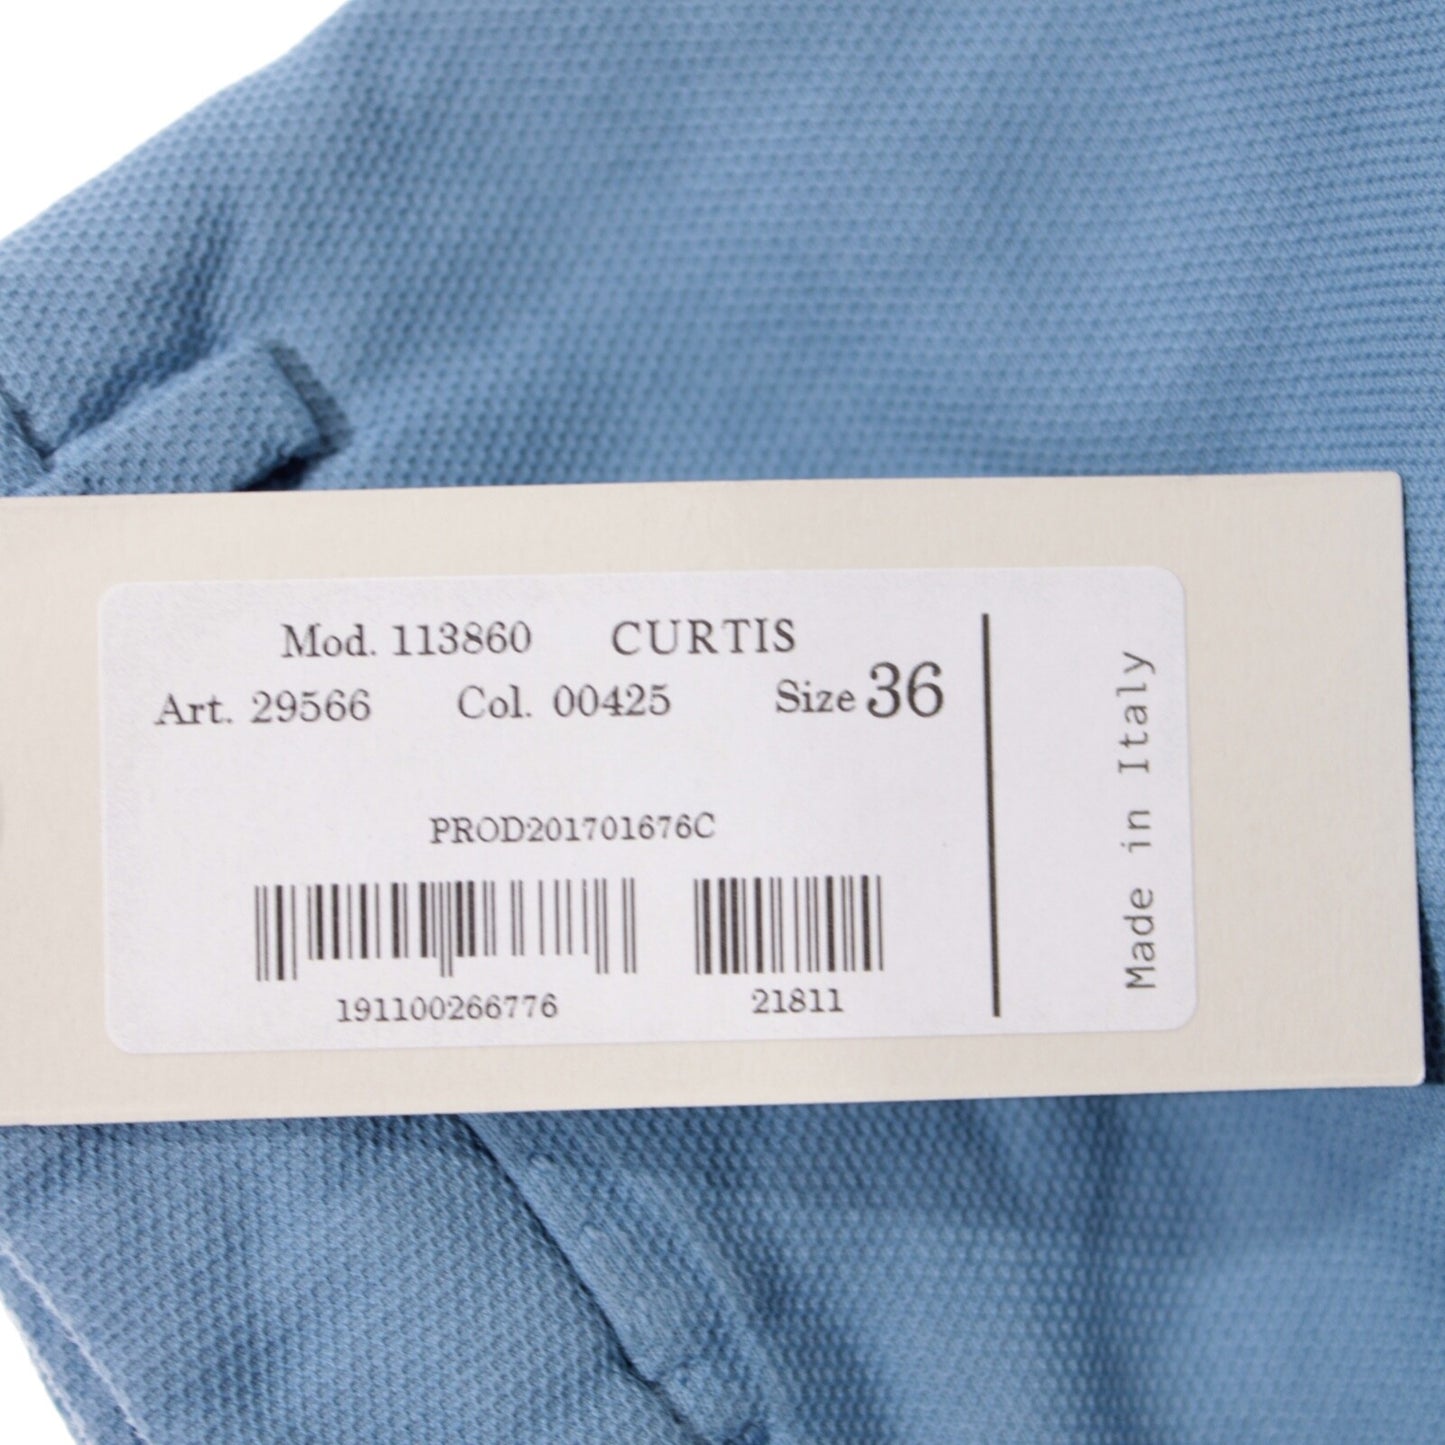 Mod. 113860 CURTIS
Art. 29566 Col. 00425 Size 36
PROD201701676C
191100266776 21811
Made in Italy